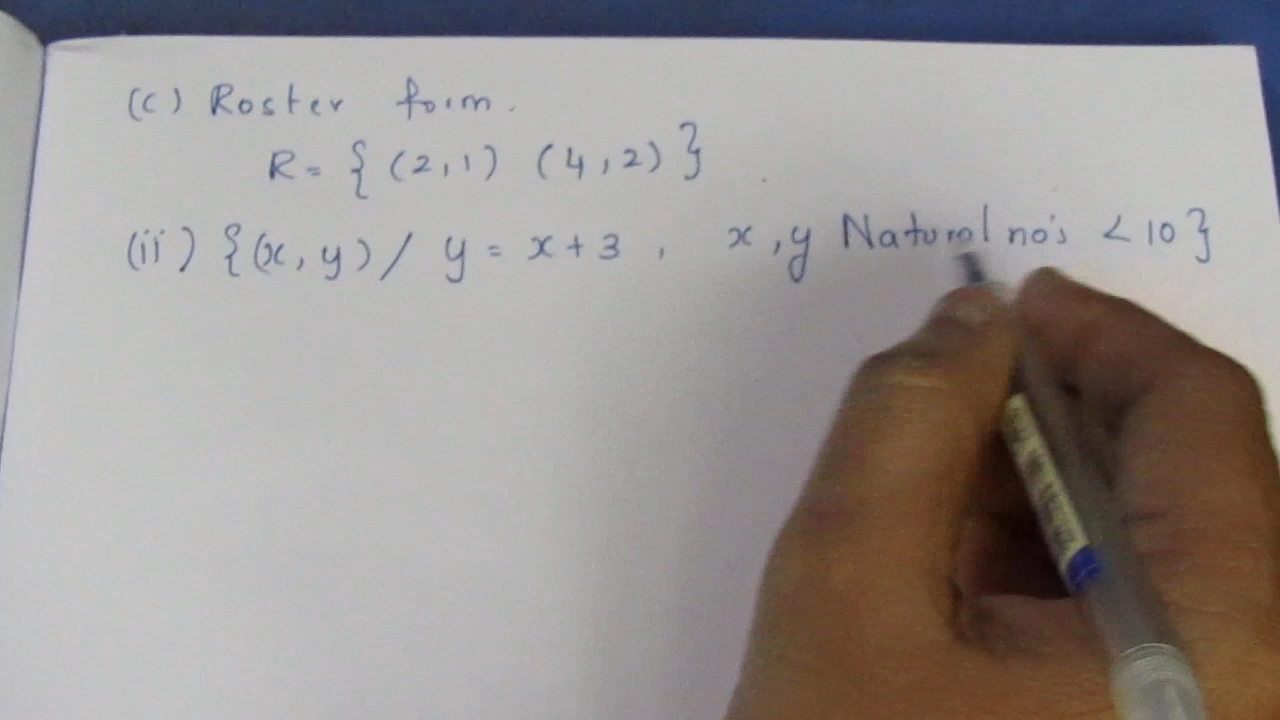 (c) Roster form.
R = { (2,1) (4,2) }
(ii) {(x, y) / y = x + 3 , x, y Natural no's < 10}